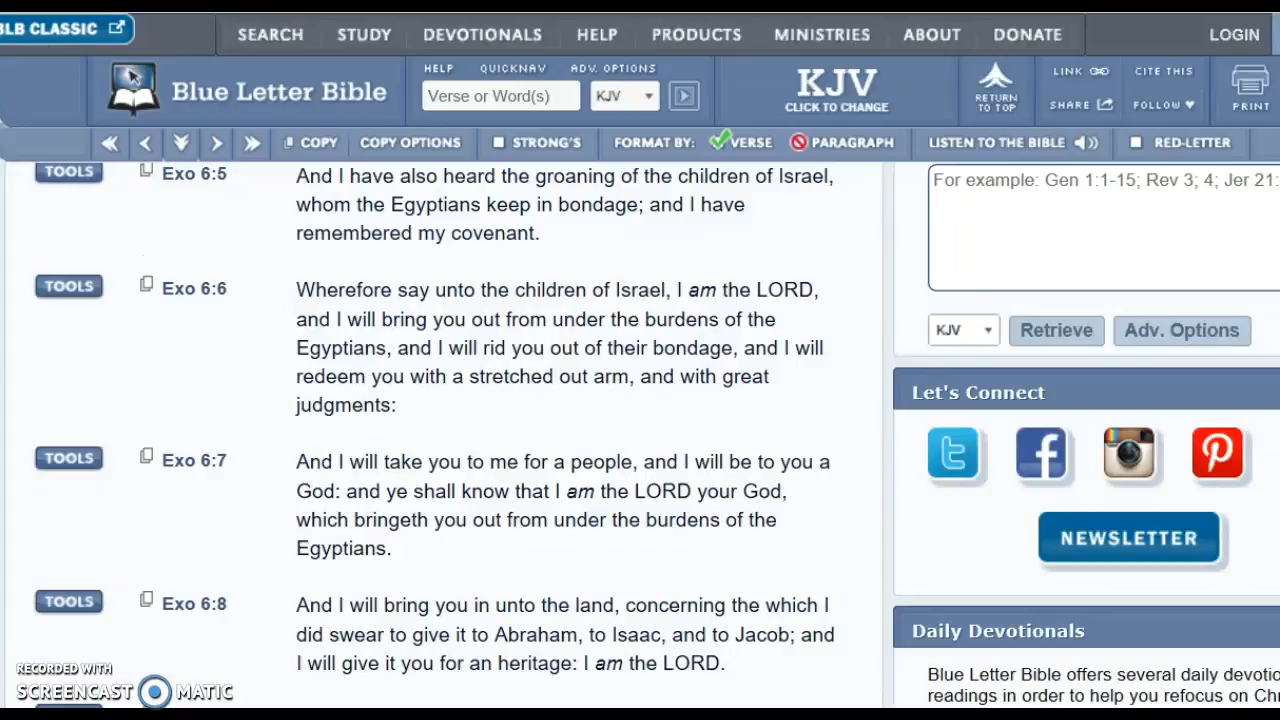 BLB CLASSIC
SEARCH STUDY DEVOTIONALS HELP PRODUCTS MINISTRIES ABOUT DONATE LOGIN
Blue Letter Bible
HELP QUICKNAV ADV. OPTIONS
Verse or Word(s) KJV
KJV
CLICK TO CHANGE
RETURN
TO TOP
LINK CITE THIS
SHARE FOLLOW
PRINT
COPY COPY OPTIONS STRONG'S FORMAT BY: VERSE PARAGRAPH LISTEN TO THE BIBLE RED-LETTER
TOOLS Exo 6:5 And I have also heard the groaning of the children of Israel,
whom the Egyptians keep in bondage; and I have
remembered my covenant.
TOOLS Exo 6:6 Wherefore say unto the children of Israel, I am the LORD,
and I will bring you out from under the burdens of the
Egyptians, and I will rid you out of their bondage, and I will
redeem you with a stretched out arm, and with great
judgments:
TOOLS Exo 6:7 And I will take you to me for a people, and I will be to you a
God: and ye shall know that I am the LORD your God,
which bringeth you out from under the burdens of the
Egyptians.
TOOLS Exo 6:8 And I will bring you in unto the land, concerning the which I
did swear to give it to Abraham, to Isaac, and to Jacob; and
I will give it you for an heritage: I am the LORD.
For example: Gen 1:1-15; Rev 3; 4; Jer 21:
KJV Retrieve Adv. Options
Let's Connect
NEWSLETTER
Daily Devotionals
Blue Letter Bible offers several daily devotio
readings in order to help you refocus on Chr
RECORDED WITH
SCREENCAST MATIC